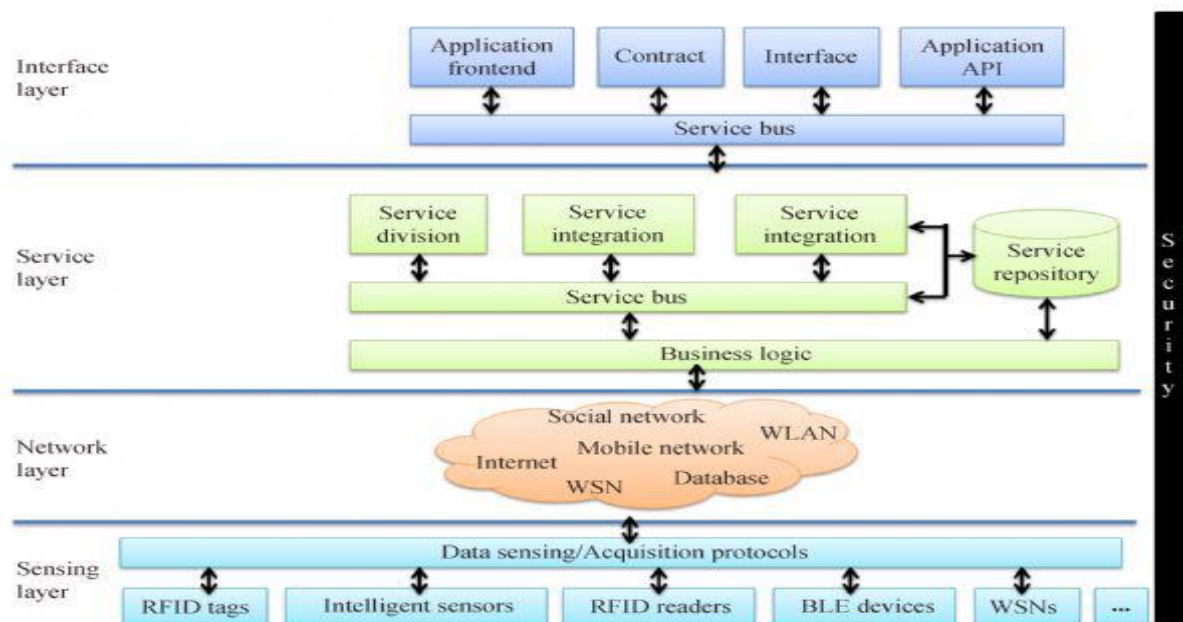 Interface
layer
Application
frontend
Contract
Interface
Application
API
Service bus
Service
layer
Service
division
Service
integration
Service
integration
Service
repository
Service bus
Business logic
Network
layer
Social network
WLAN
Mobile network
Internet
Database
WSN
Sensing
layer
Data sensing/Acquisition protocols
RFID tags
Intelligent sensors
RFID readers
BLE devices
WSNs
...
Security